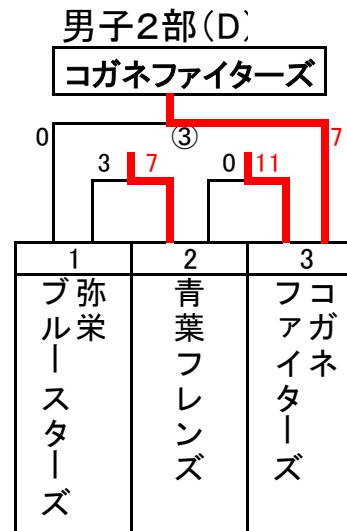 男子2部(D)
コガネファイターズ
0 ③ 7
3 7 0 11
1 2 3
弥栄
ブルースターズ
青葉フレンズ
コガネ
ファイターズ